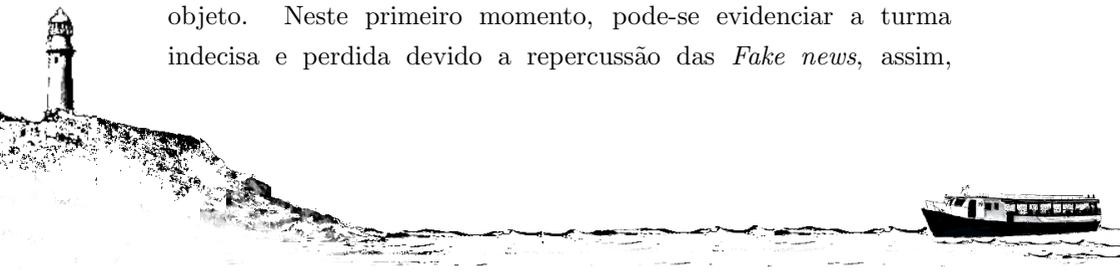 objeto. Neste primeiro momento, pode-se evidenciar a turma
indecisa e perdida devido a repercussão das Fake news, assim,